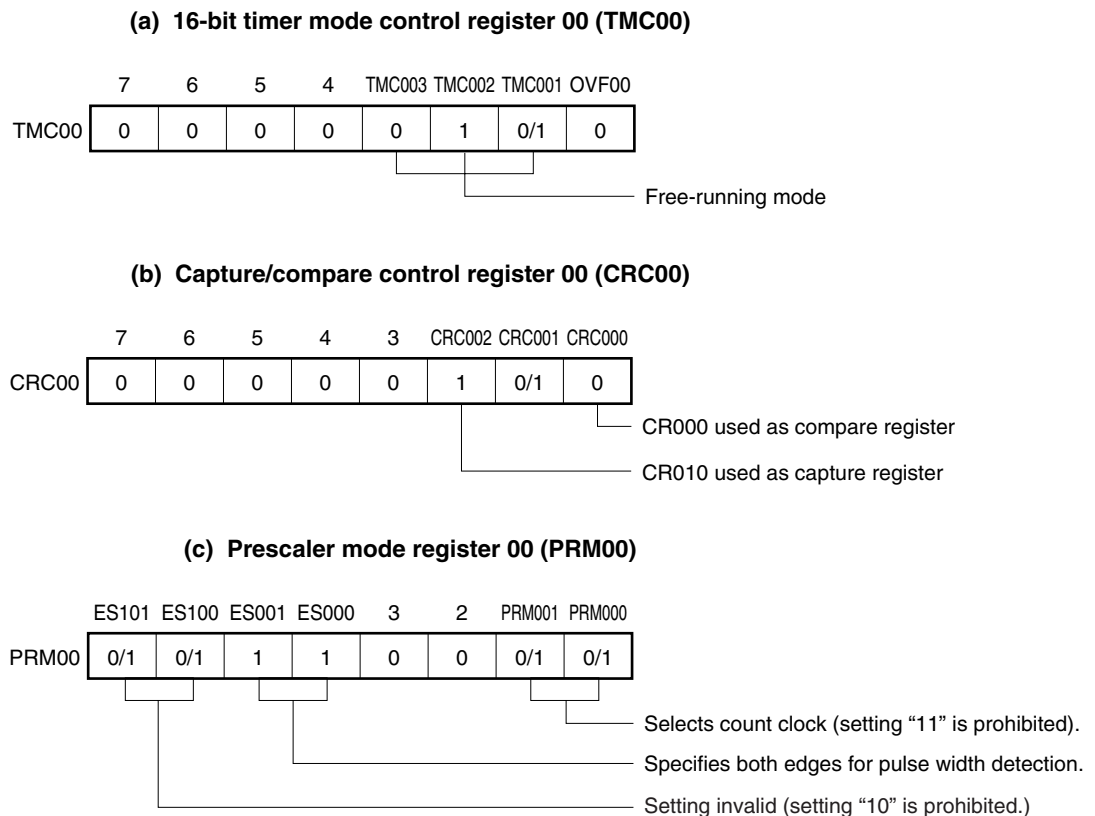 (a) 16-bit timer mode control register 00 (TMC00)
7 6 5 4 TMC003 TMC002 TMC001 OVF00
TMC00 0 0 0 0 0 1 0/1 0
Free-running mode
(b) Capture/compare control register 00 (CRC00)
7 6 5 4 3 CRC002 CRC001 CRC000
CRC00 0 0 0 0 0 1 0/1 0
CR000 used as compare register
CR010 used as capture register
(c) Prescaler mode register 00 (PRM00)
ES101 ES100 ES001 ES000 3 2 PRM001 PRM000
PRM00 0/1 0/1 1 1 0 0 0/1 0/1
Selects count clock (setting “11” is prohibited).
Specifies both edges for pulse width detection.
Setting invalid (setting “10” is prohibited.)